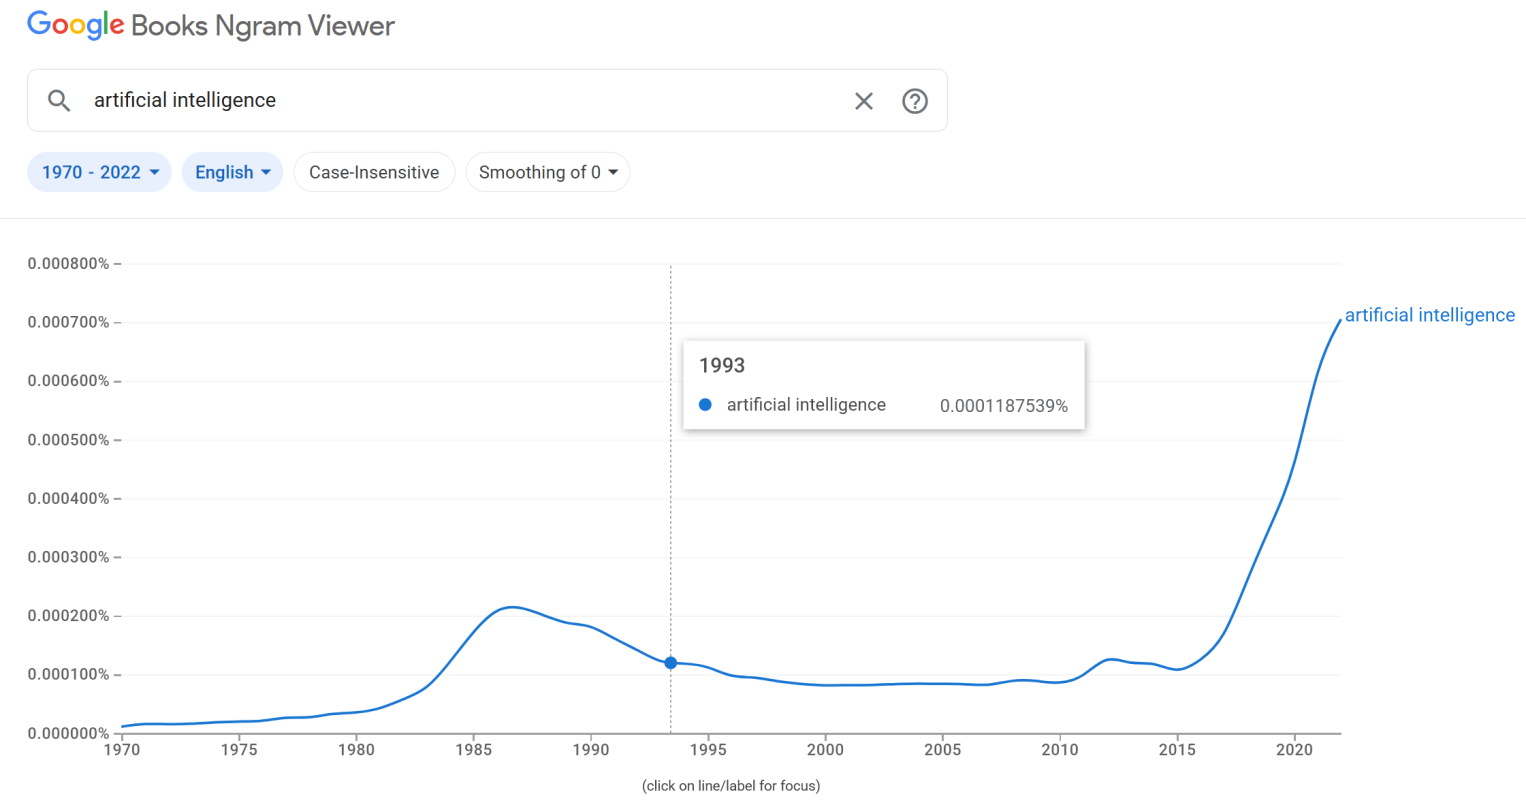 Google Books Ngram Viewer
artificial intelligence
1970 - 2022 English Case-Insensitive Smoothing of 0
0.000800%
0.000700%
0.000600%
0.000500%
0.000400%
0.000300%
0.000200%
0.000100%
0.000000%
artificial intelligence
1993
artificial intelligence 0.0001187539%
1970 1975 1980 1985 1990 1995 2000 2005 2010 2015 2020
(click on line/label for focus)